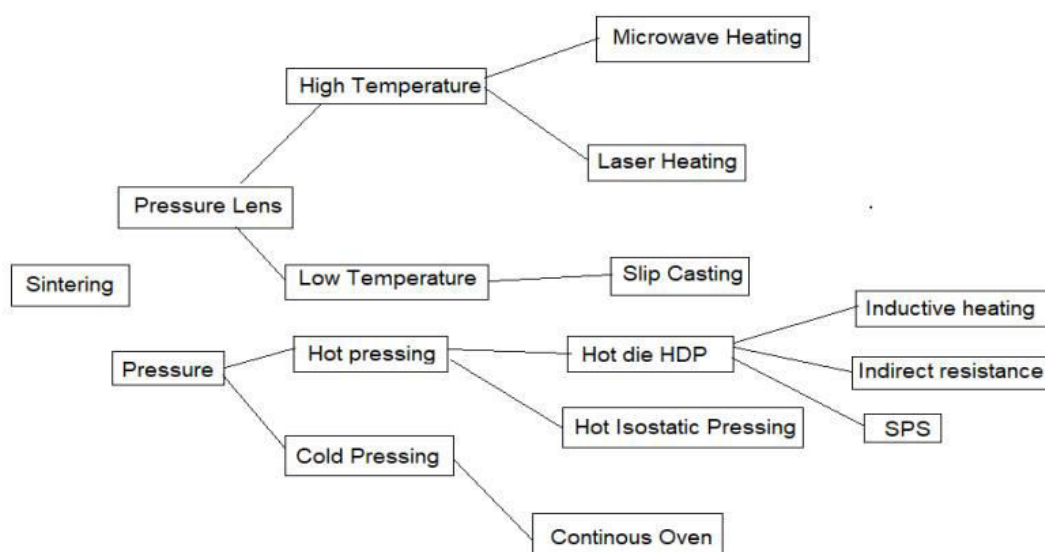 Microwave Heating
High Temperature
Laser Heating
Pressure Lens
Low Temperature
Slip Casting
Sintering
Inductive heating
Hot pressing
Hot die HDP
Pressure
Indirect resistance
Hot Isostatic Pressing
SPS
Cold Pressing
Continous Oven